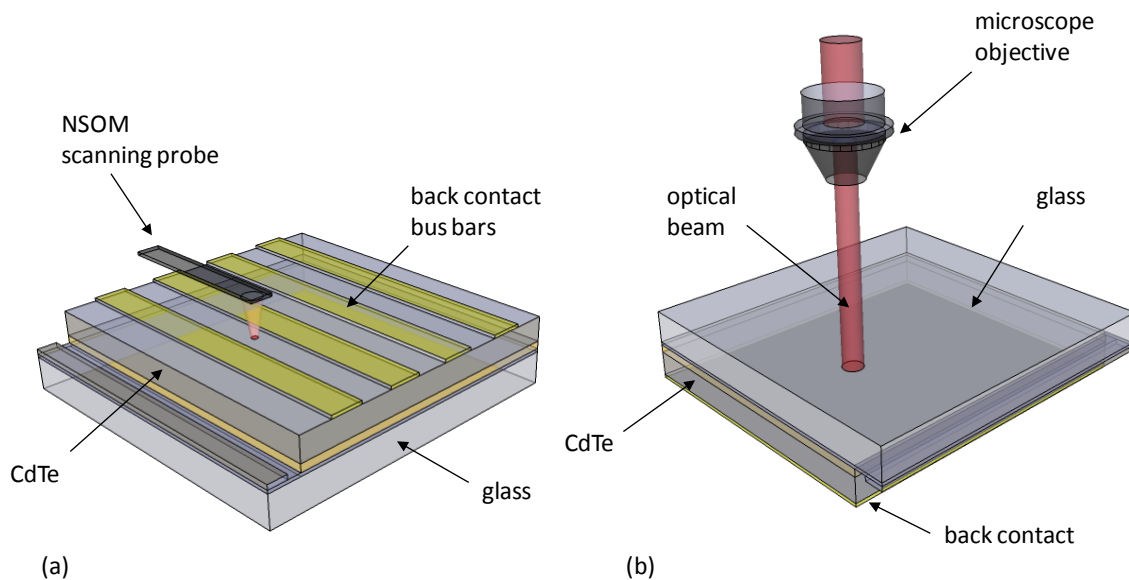 NSOM
scanning probe
back contact
bus bars
CdTe
glass
(a)
microscope
objective
optical
beam
glass
CdTe
back contact
(b)